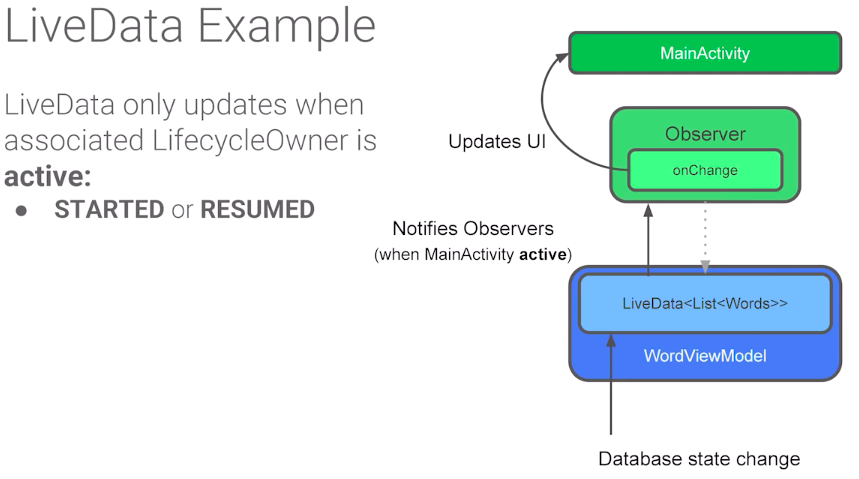 LiveData Example
LiveData only updates when
associated LifecycleOwner is
active:
● STARTED or RESUMED
MainActivity
Observer
onChange
Updates UI
Notifies Observers
(when MainActivity active)
LiveData<List<Words>>
WordViewModel
Database state change